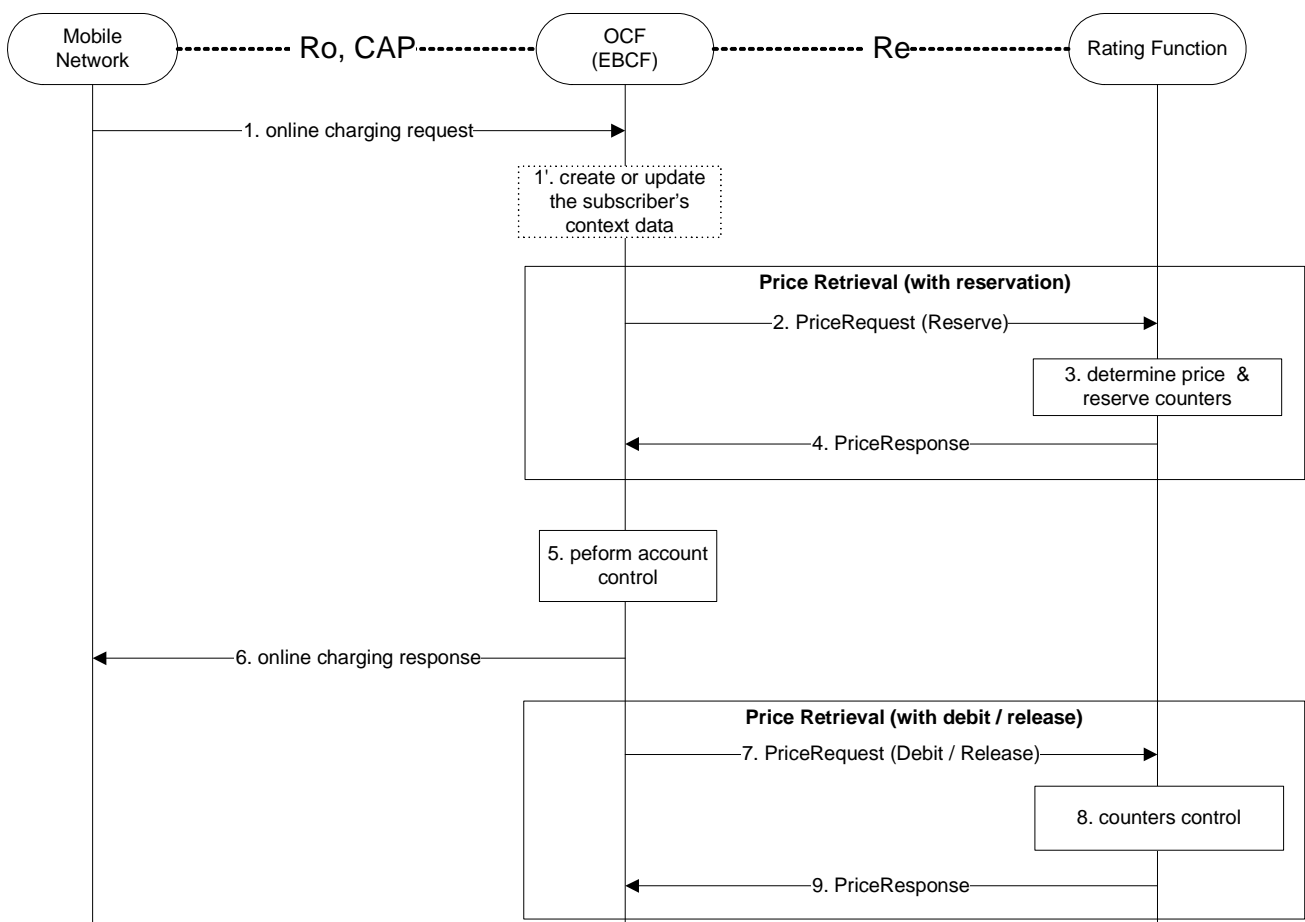 Mobile
Network
Ro, CAP
OCF
(EBCF)
Re
Rating Function
1. online charging request
1'. create or update
the subscriber's
context data
Price Retrieval (with reservation)
2. PriceRequest (Reserve)
3. determine price &
reserve counters
4. PriceResponse
5. peform account
control
6. online charging response
Price Retrieval (with debit / release)
7. PriceRequest (Debit / Release)
8. counters control
9. PriceResponse